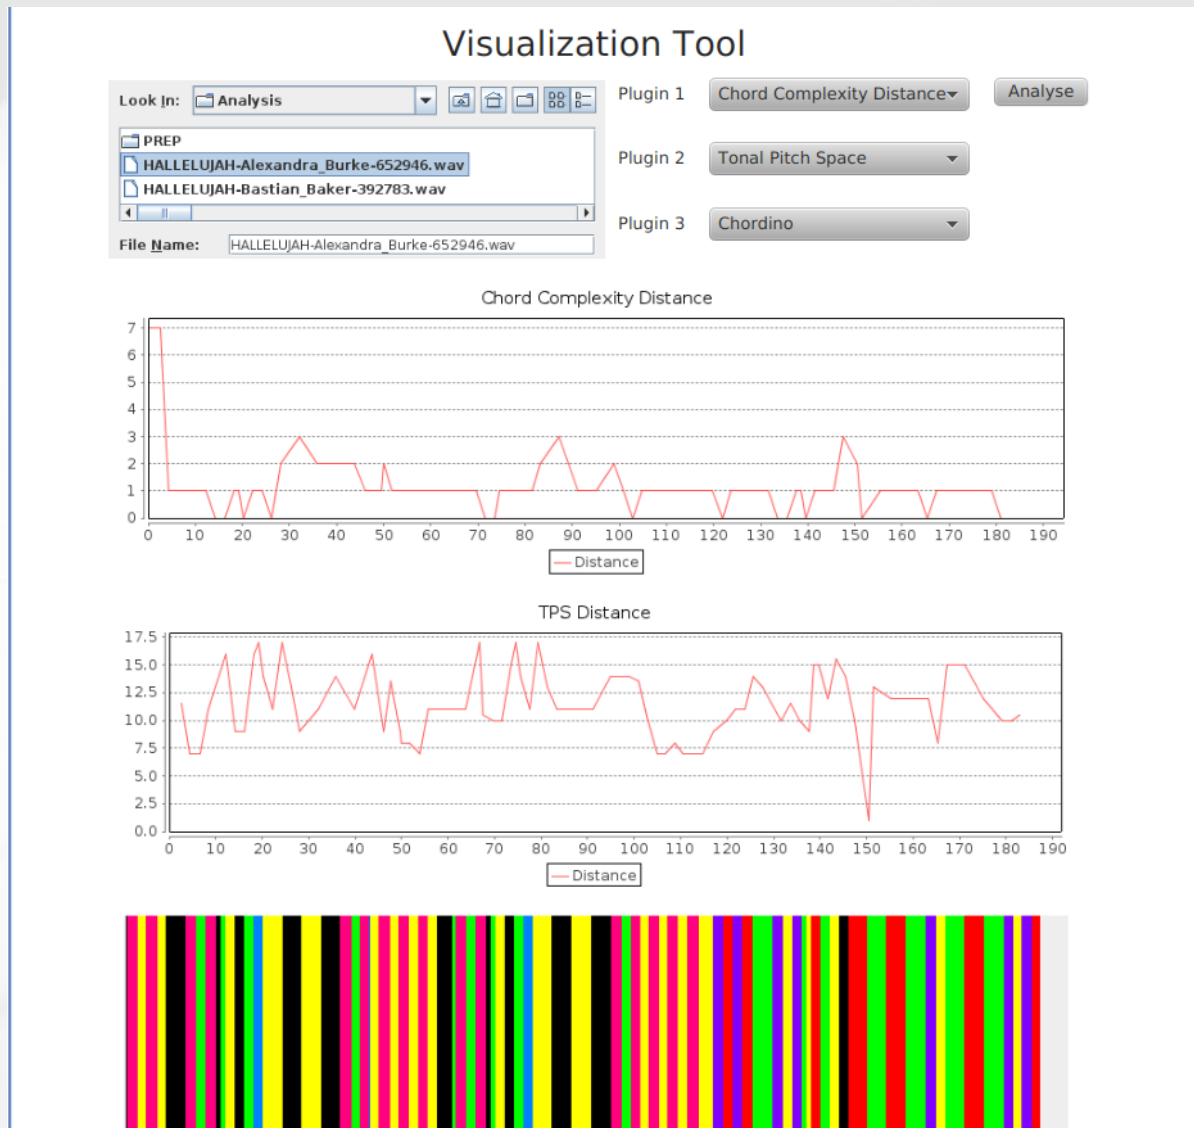 Visualization Tool
Look In: Analysis
PREP
HALLELUJAH-Alexandra_Burke-652946.wav
HALLELUJAH-Bastian_Baker-392783.wav
File Name: HALLELUJAH-Alexandra_Burke-652946.wav
Plugin 1 Chord Complexity Distance Analyse
Plugin 2 Tonal Pitch Space
Plugin 3 Chordino
Chord Complexity Distance
7
6
5
4
3
2
1
0
0 10 20 30 40 50 60 70 80 90 100 110 120 130 140 150 160 170 180 190
Distance
TPS Distance
17.5
15.0
12.5
10.0
7.5
5.0
2.5
0.0
0 10 20 30 40 50 60 70 80 90 100 110 120 130 140 150 160 170 180 190
Distance